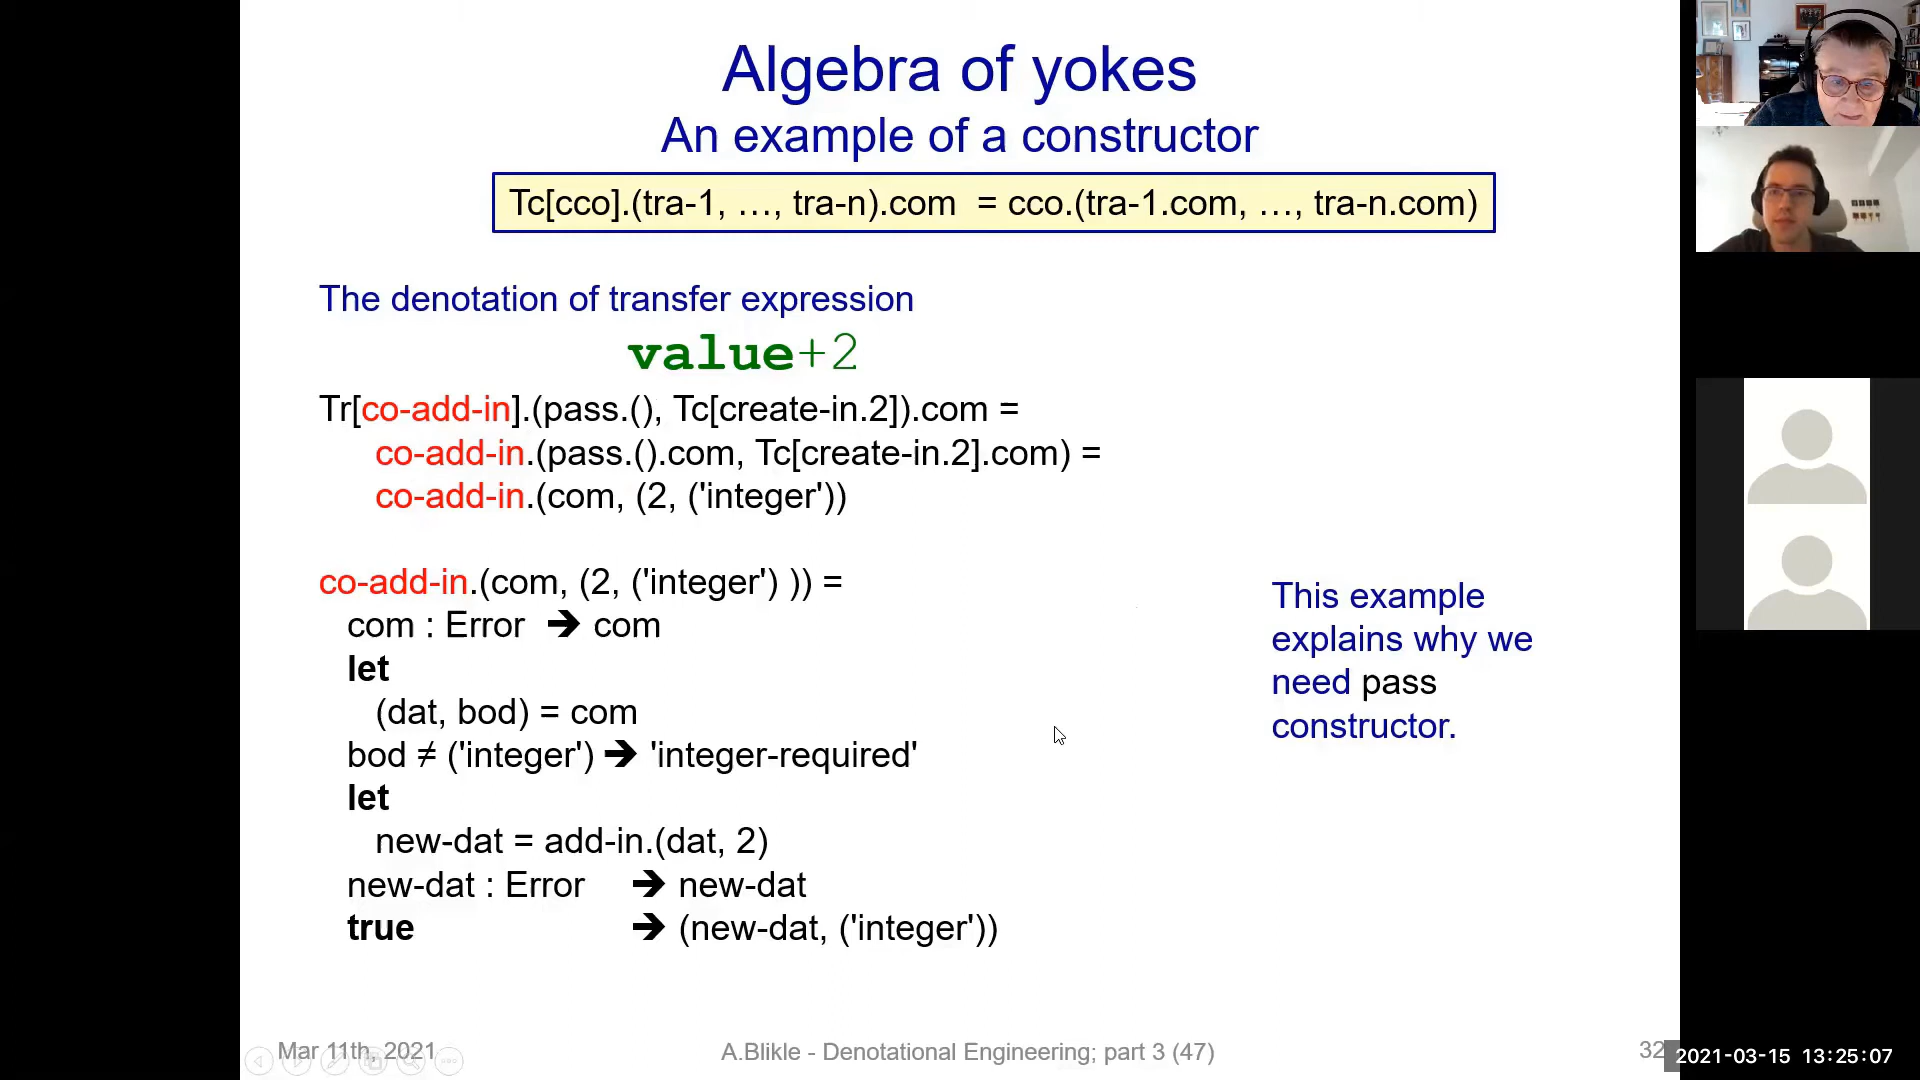 Algebra of yokes
An example of a constructor
Tc[cco].(tra-1, …, tra-n).com = cco.(tra-1.com, …, tra-n.com)
The denotation of transfer expression
value+2
Tr[co-add-in].(pass.(), Tc[create-in.2]).com =
co-add-in.(pass.().com, Tc[create-in.2].com) =
co-add-in.(com, (2, ('integer'))
co-add-in.(com, (2, ('integer') )) =
com : Error ➔ com
let
(dat, bod) = com
bod ≠ ('integer') ➔ 'integer-required'
let
new-dat = add-in.(dat, 2)
new-dat : Error ➔ new-dat
true ➔ (new-dat, ('integer'))
This example
explains why we
need pass
constructor.
Mar 11th, 2021
A.Blikle - Denotational Engineering; part 3 (47)
32
2021-03-15 13:25:07